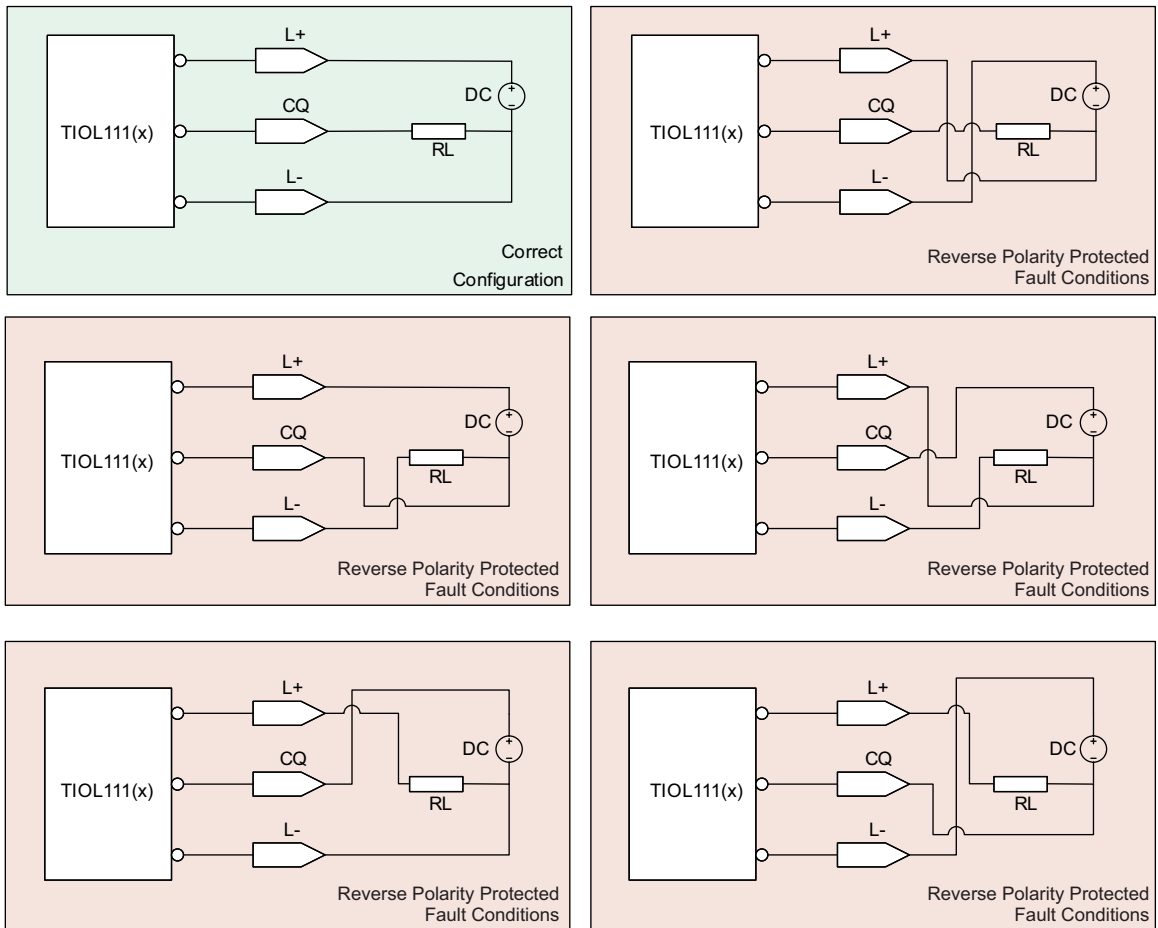 L+
DC
+
−
CQ
TIOL111(x)
RL
L-
Correct
Configuration
L+
DC
+
−
CQ
TIOL111(x)
RL
L-
Reverse Polarity Protected
Fault Conditions
L+
DC
+
−
CQ
TIOL111(x)
RL
L-
Reverse Polarity Protected
Fault Conditions
L+
DC
+
−
CQ
TIOL111(x)
RL
L-
Reverse Polarity Protected
Fault Conditions
L+
DC
+
−
CQ
TIOL111(x)
RL
L-
Reverse Polarity Protected
Fault Conditions
L+
DC
+
−
CQ
TIOL111(x)
RL
L-
Reverse Polarity Protected
Fault Conditions